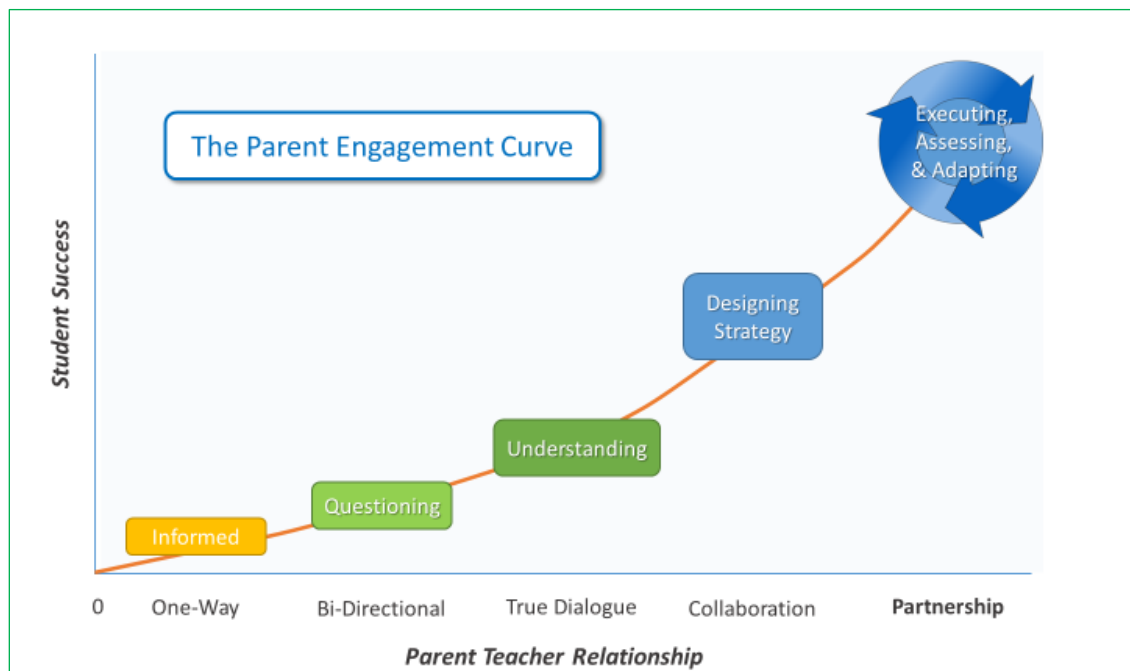 The Parent Engagement Curve
Executing,
Assessing,
& Adapting
Student Success
Designing
Strategy
Understanding
Questioning
Informed
0 One-Way Bi-Directional True Dialogue Collaboration Partnership
Parent Teacher Relationship